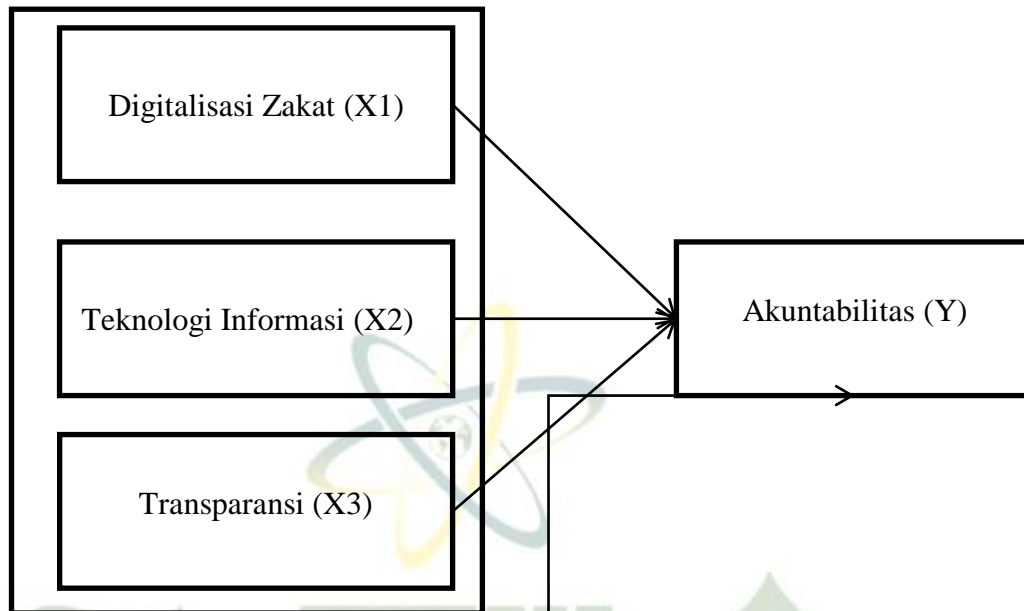 Digitalisasi Zakat (X1)
Teknologi Informasi (X2)
Akuntabilitas (Y)
Transparansi (X3)